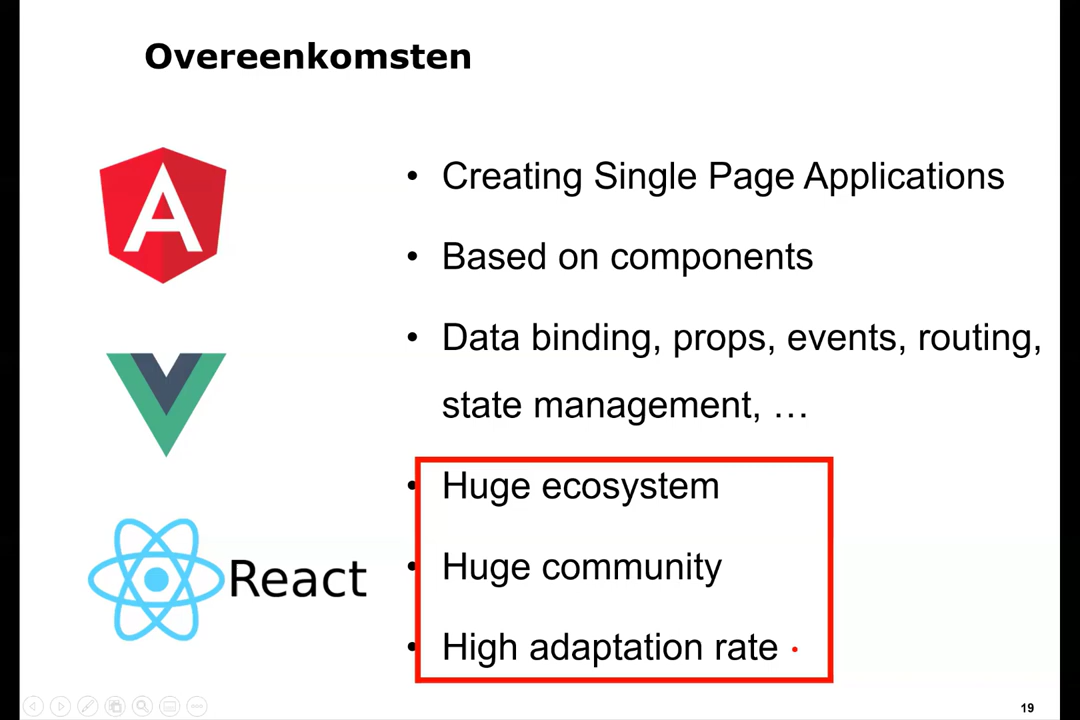 Overeenkomsten
• Creating Single Page Applications
• Based on components
• Data binding, props, events, routing,
state management, …
• Huge ecosystem
• Huge community
React
• High adaptation rate
19